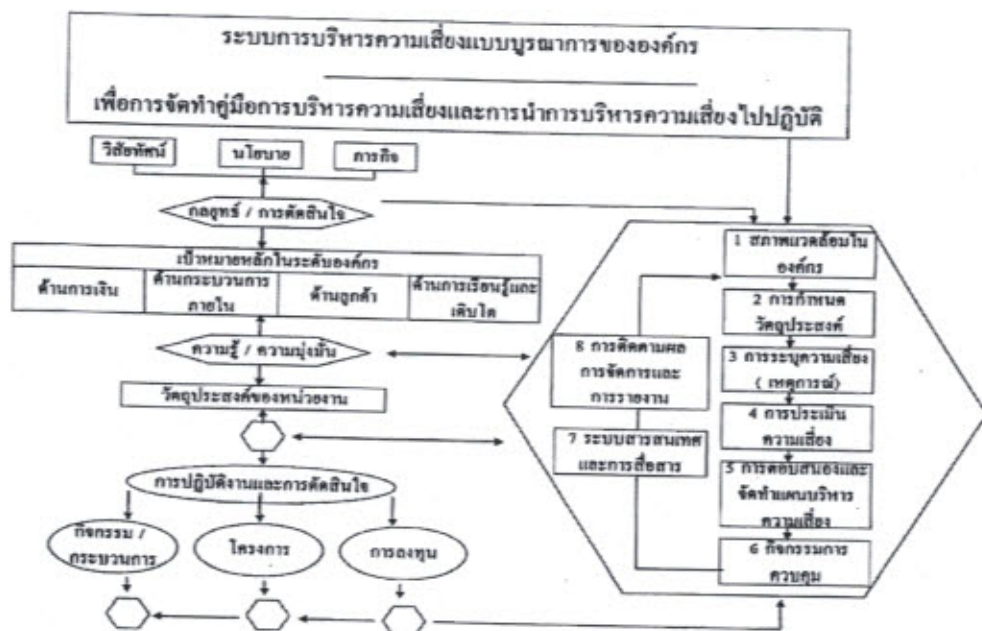 ระบบการบริหารความเสี่ยงแบบบูรณาการขององค์กร
เพื่อการจัดทำคู่มือการบริหารความเสี่ยงและการนำการบริหารความเสี่ยงไปปฏิบัติ
วิสัยทัศน์
นโยบาย
ภารกิจ
กลยุทธ์ / การตัดสินใจ
เป้าหมายหลักในระดับองค์กร
ด้านการเงิน
ด้านกระบวนการ
ภายใน
ด้านลูกค้า
ด้านการเรียนรู้และ
เติบโต
ความรู้ / ความมุ่งมั่น
วัตถุประสงค์ของหน่วยงาน
การปฏิบัติงานและการตัดสินใจ
กิจกรรม /
กระบวนการ
โครงการ
การลงทุน
1 สภาพแวดล้อมใน
องค์กร
2 การกำหนด
วัตถุประสงค์
3 การระบุความเสี่ยง
( เหตุการณ์)
4 การประเมิน
ความเสี่ยง
5 การตอบสนองและ
จัดทำแผนบริหาร
ความเสี่ยง
6 กิจกรรมการ
ควบคุม
7 ระบบสารสนเทศ
และการสื่อสาร
8 การติดตามผล
การจัดการและ
การรายงาน